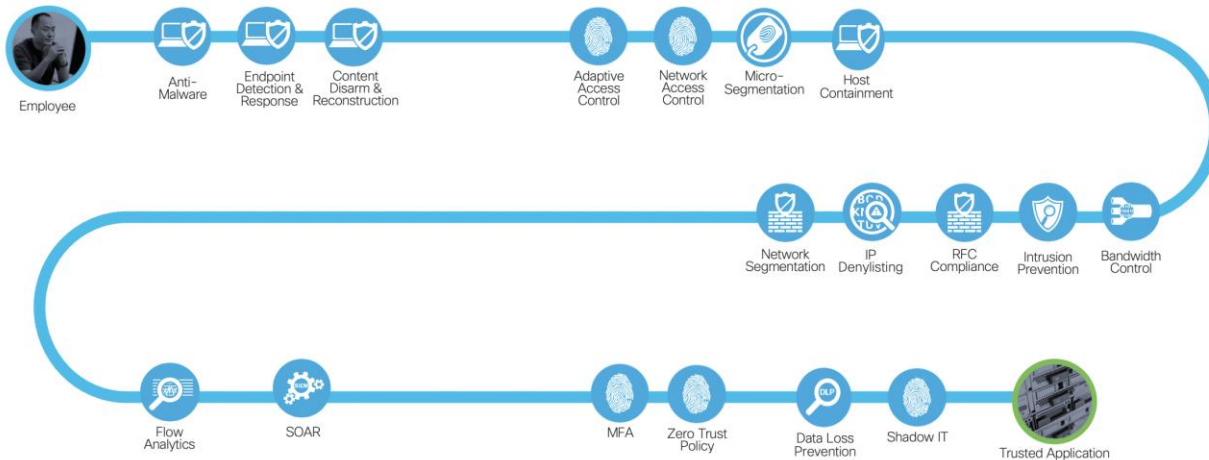 Employee
Anti-
Malware
Endpoint
Detection &
Response
Content
Disarm &
Reconstruction
Adaptive
Access
Control
Network
Access
Control
Micro-
Segmentation
Host
Containment
Network
Segmentation
IP
Denylisting
RFC
Compliance
Intrusion
Prevention
Bandwidth
Control
Flow
Analytics
SIEM
SOAR
MFA
Zero Trust
Policy
DLP
Data Loss
Prevention
Shadow IT
Trusted Application